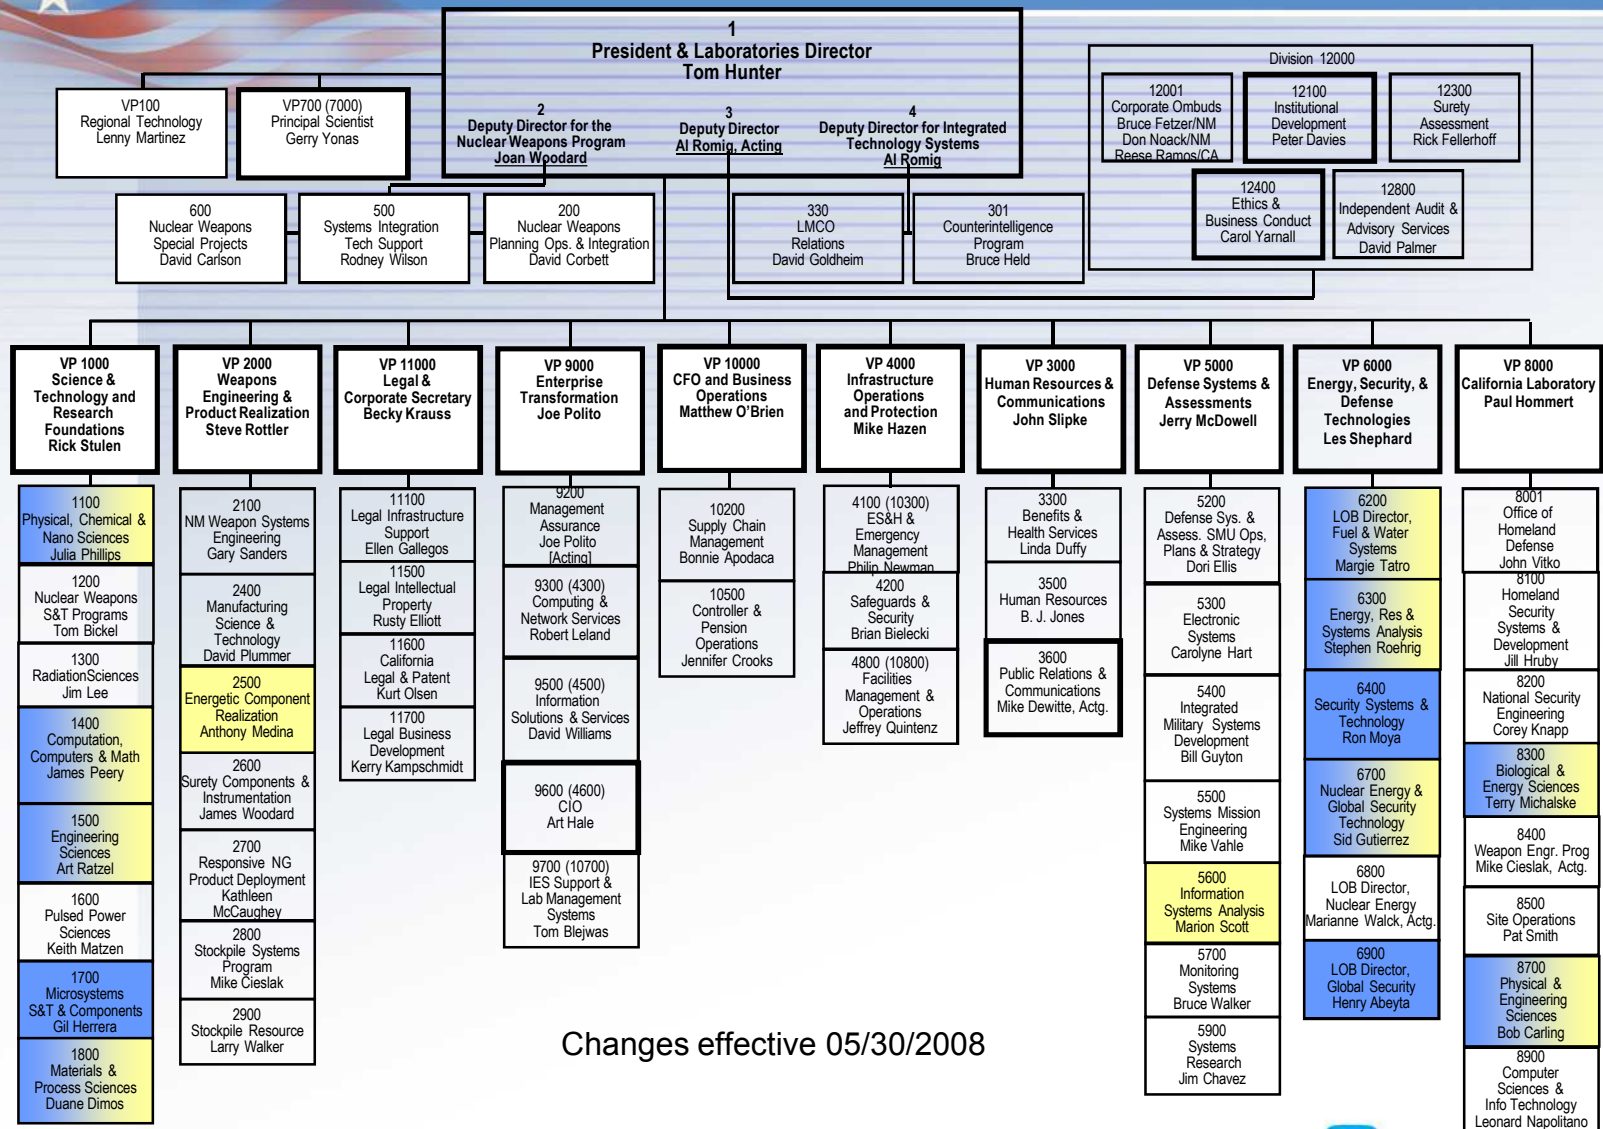 1
President & Laboratories Director
Tom Hunter
2
Deputy Director for the
Nuclear Weapons Program
Joan Woodard
3
Deputy Director
Al Romig, Acting
4
Deputy Director for Integrated
Technology Systems
Al Romig
VP100
Regional Technology
Lenny Martinez
VP700 (7000)
Principal Scientist
Gerry Yonas
Division 12000
12001
Corporate Ombuds
Bruce Fetzer/NM
Don Noack/NM
Reese Ramos/CA
12100
Institutional
Development
Peter Davies
12300
Surety
Assessment
Rick Fellerhoff
12400
Ethics &
Business Conduct
Carol Yarnall
12800
Independent Audit &
Advisory Services
David Palmer
600
Nuclear Weapons
Special Projects
David Carlson
500
Systems Integration
Tech Support
Rodney Wilson
200
Nuclear Weapons
Planning Ops. & Integration
David Corbett
330
LMCO
Relations
David Goldheim
301
Counterintelligence
Program
Bruce Held
VP 1000
Science &
Technology and
Research
Foundations
Rick Stulen
VP 2000
Weapons
Engineering &
Product Realization
Steve Rottler
VP 11000
Legal &
Corporate Secretary
Becky Krauss
VP 9000
Enterprise
Transformation
Joe Polito
VP 10000
CFO and Business
Operations
Matthew O'Brien
VP 4000
Infrastructure
Operations
and Protection
Mike Hazen
VP 3000
Human Resources &
Communications
John Slipke
VP 5000
Defense Systems &
Assessments
Jerry McDowell
VP 6000
Energy, Security, &
Defense
Technologies
Les Shephard
VP 8000
California Laboratory
Paul Hommert
1100
Physical, Chemical &
Nano Sciences
Julia Phillips
1200
Nuclear Weapons
S&T Programs
Tom Bickel
1300
RadiationSciences
Jim Lee
1400
Computation,
Computers & Math
James Peery
1500
Engineering
Sciences
Art Ratzel
1600
Pulsed Power
Sciences
Keith Matzen
1700
Microsystems
S&T & Components
Gil Herrera
1800
Materials &
Process Sciences
Duane Dimos
2100
NM Weapon Systems
Engineering
Gary Sanders
2400
Manufacturing
Science &
Technology
David Plummer
2500
Energetic Component
Realization
Anthony Medina
2600
Surety Components &
Instrumentation
James Woodard
2700
Responsive NG
Product Deployment
Kathleen
McCaughey
2800
Stockpile Systems
Program
Mike Cieslak
2900
Stockpile Resource
Larry Walker
11100
Legal Infrastructure
Support
Ellen Gallegos
11500
Legal Intellectual
Property
Rusty Elliott
11600
California
Legal & Patent
Kurt Olsen
11700
Legal Business
Development
Kerry Kampschmidt
9200
Management
Assurance
Joe Polito
[Acting]
9300 (4300)
Computing &
Network Services
Robert Leland
9500 (4500)
Information
Solutions & Services
David Williams
9600 (4600)
CIO
Art Hale
9700 (10700)
IES Support &
Lab Management
Systems
Tom Blejwas
10200
Supply Chain
Management
Bonnie Apodaca
10500
Controller &
Pension
Operations
Jennifer Crooks
4100 (10300)
ES&H &
Emergency
Management
Philip Newman
4200
Safeguards &
Security
Brian Bielecki
4800 (10800)
Facilities
Management &
Operations
Jeffrey Quintenz
3300
Benefits &
Health Services
Linda Duffy
3500
Human Resources
B. J. Jones
3600
Public Relations &
Communications
Mike Dewitte, Actg.
5200
Defense Sys. &
Assess. SMU Ops,
Plans & Strategy
Dori Ellis
5300
Electronic
Systems
Carolyne Hart
5400
Integrated
Military Systems
Development
Bill Guyton
5500
Systems Mission
Engineering
Mike Vahle
5600
Information
Systems Analysis
Marion Scott
5700
Monitoring
Systems
Bruce Walker
5900
Systems
Research
Jim Chavez
6200
LOB Director,
Fuel & Water
Systems
Margie Tatro
6300
Energy, Res &
Systems Analysis
Stephen Roehrig
6400
Security Systems &
Technology
Ron Moya
6700
Nuclear Energy &
Global Security
Technology
Sid Gutierrez
6800
LOB Director,
Nuclear Energy
Marianne Walck, Actg.
6900
LOB Director,
Global Security
Henry Abeyta
8001
Office of
Homeland
Defense
John Vitko
8100
Homeland
Security
Systems &
Development
Jill Hruby
8200
National Security
Engineering
Corey Knapp
8300
Biological &
Energy Sciences
Terry Michalske
8400
Weapon Engr. Prog
Mike Cieslak, Actg.
8500
Site Operations
Pat Smith
8700
Physical &
Engineering
Sciences
Bob Carling
8900
Computer
Sciences &
Info Technology
Leonard Napolitano
Changes effective 05/30/2008